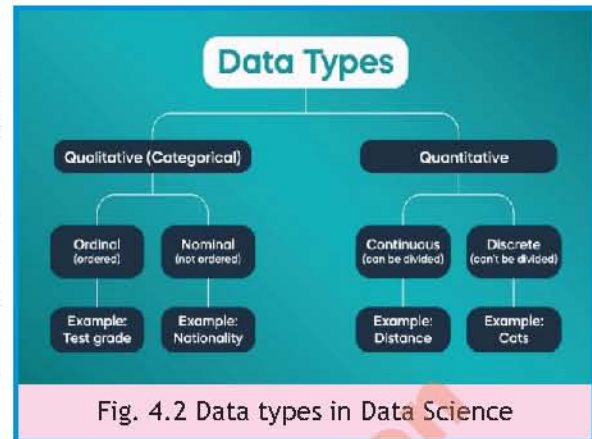 Data Types
Qualitative (Categorical)
Quantitative
Ordinal
(ordered)
Nominal
(not ordered)
Continuous
(can be divided)
Discrete
(can't be divided)
Example:
Test grade
Example:
Nationality
Example:
Distance
Example:
Cats
Fig. 4.2 Data types in Data Science